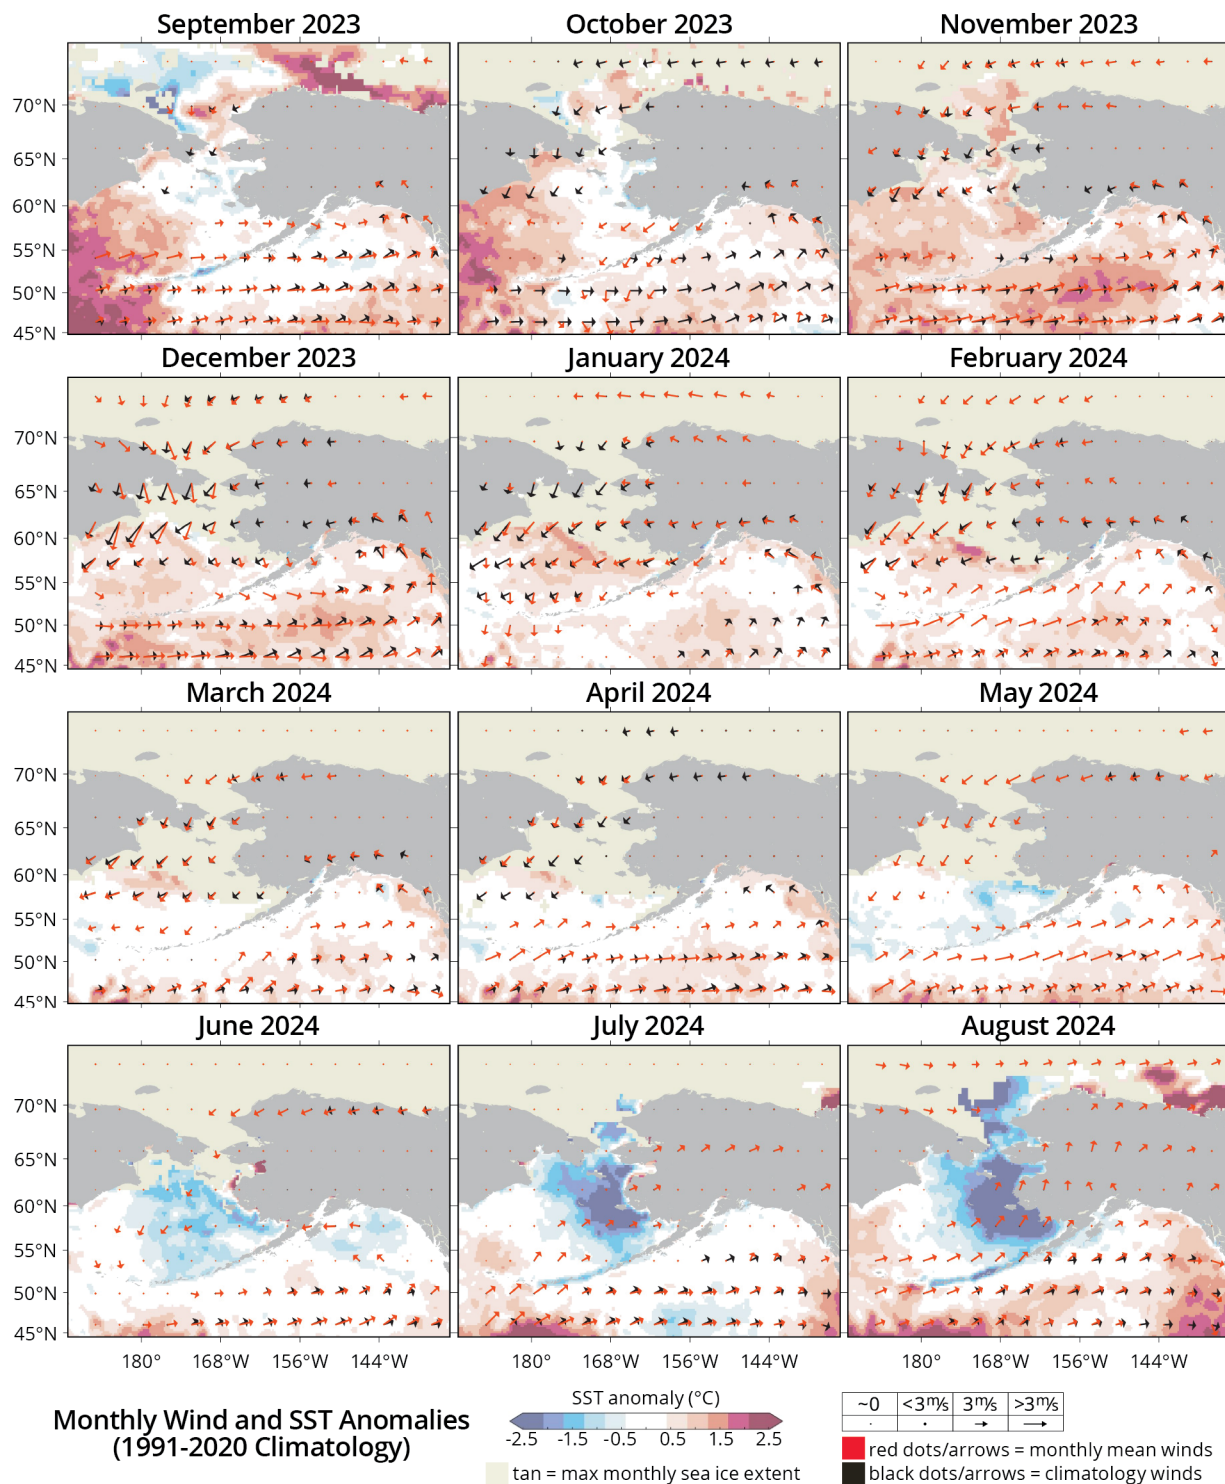 September 2023 October 2023 November 2023
70°N
65°N
60°N
55°N
50°N
45°N
December 2023 January 2024 February 2024
70°N
65°N
60°N
55°N
50°N
45°N
March 2024 April 2024 May 2024
70°N
65°N
60°N
55°N
50°N
45°N
June 2024 July 2024 August 2024
70°N
65°N
60°N
55°N
50°N
45°N
180° 168°W 156°W 144°W 180° 168°W 156°W 144°W 180° 168°W 156°W 144°W
Monthly Wind and SST Anomalies
(1991-2020 Climatology)
SST anomaly (°C)
-2.5 -1.5 -0.5 0.5 1.5 2.5
tan = max monthly sea ice extent
~0 <3m/s 3m/s >3m/s
red dots/arrows = monthly mean winds
black dots/arrows = climatology winds